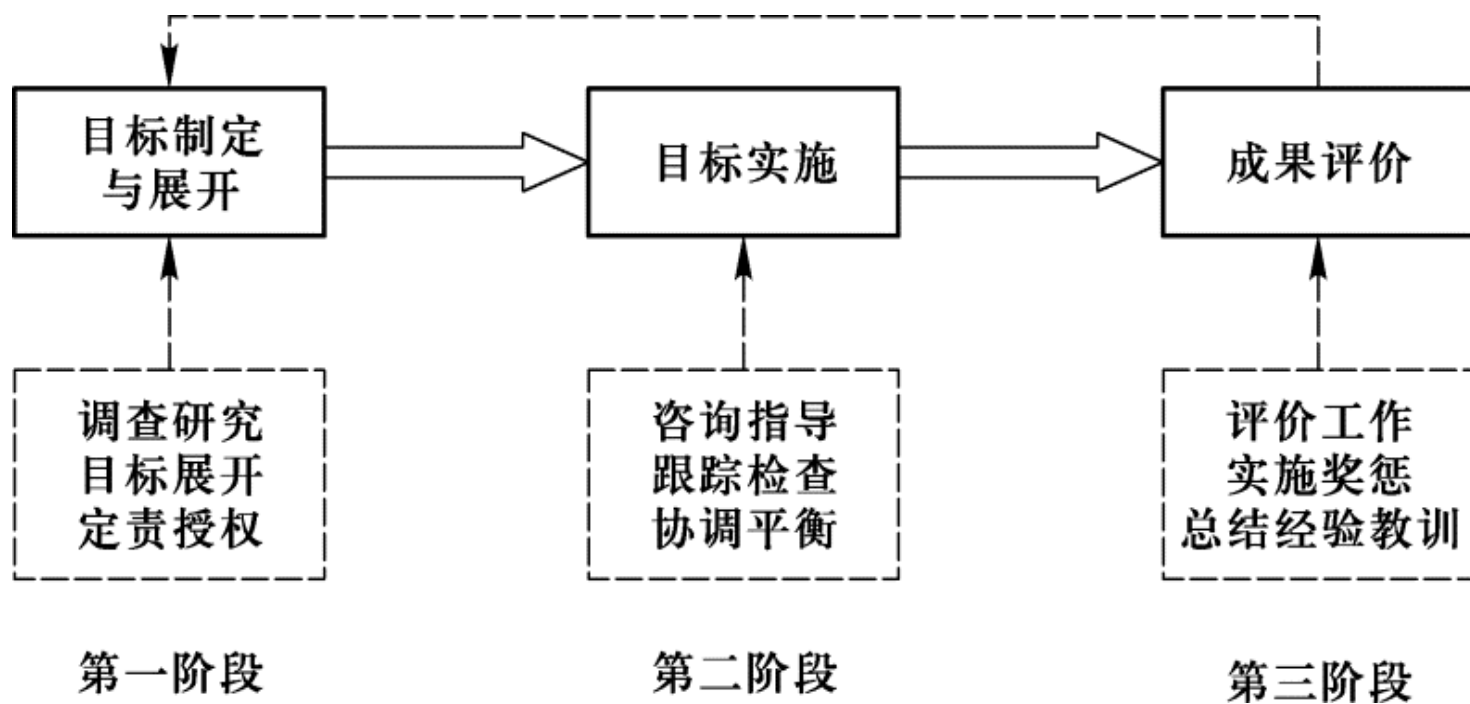 目标制定
与展开
目标实施
成果评价
调查研究
目标展开
定责授权
咨询指导
跟踪检查
协调平衡
评价工作
实施奖惩
总结经验教训
第一阶段
第二阶段
第三阶段